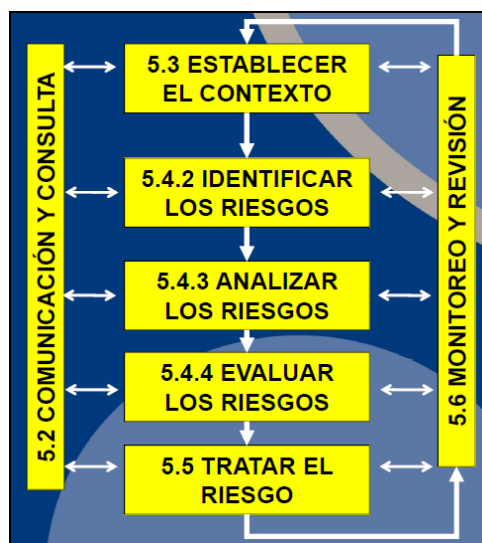 5.2 COMUNICACIÓN Y CONSULTA
5.3 ESTABLECER
EL CONTEXTO
5.4.2 IDENTIFICAR
LOS RIESGOS
5.4.3 ANALIZAR
LOS RIESGOS
5.4.4 EVALUAR
LOS RIESGOS
5.5 TRATAR EL
RIESGO
5.6 MONITOREO Y REVISIÓN